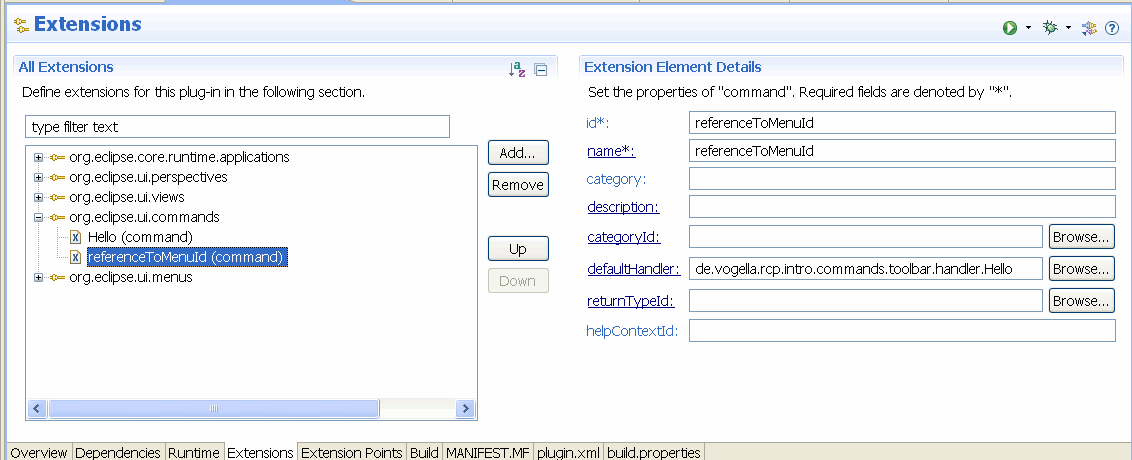 Extensions
All Extensions
Define extensions for this plug-in in the following section.
type filter text
org.eclipse.core.runtime.applications
org.eclipse.ui.perspectives
org.eclipse.ui.views
org.eclipse.ui.commands
Hello (command)
referenceToMenuId (command)
org.eclipse.ui.menus
Add...
Remove
Up
Down
Extension Element Details
Set the properties of "command". Required fields are denoted by "*".
id*: referenceToMenuId
name*: referenceToMenuId
category:
description:
categoryId: Browse...
defaultHandler: de.vogella.rcp.intro.commands.toolbar.handler.Hello Browse...
returnTypeId: Browse...
helpContextId:
Overview Dependencies Runtime Extensions Extension Points Build MANIFEST.MF plugin.xml build.properties